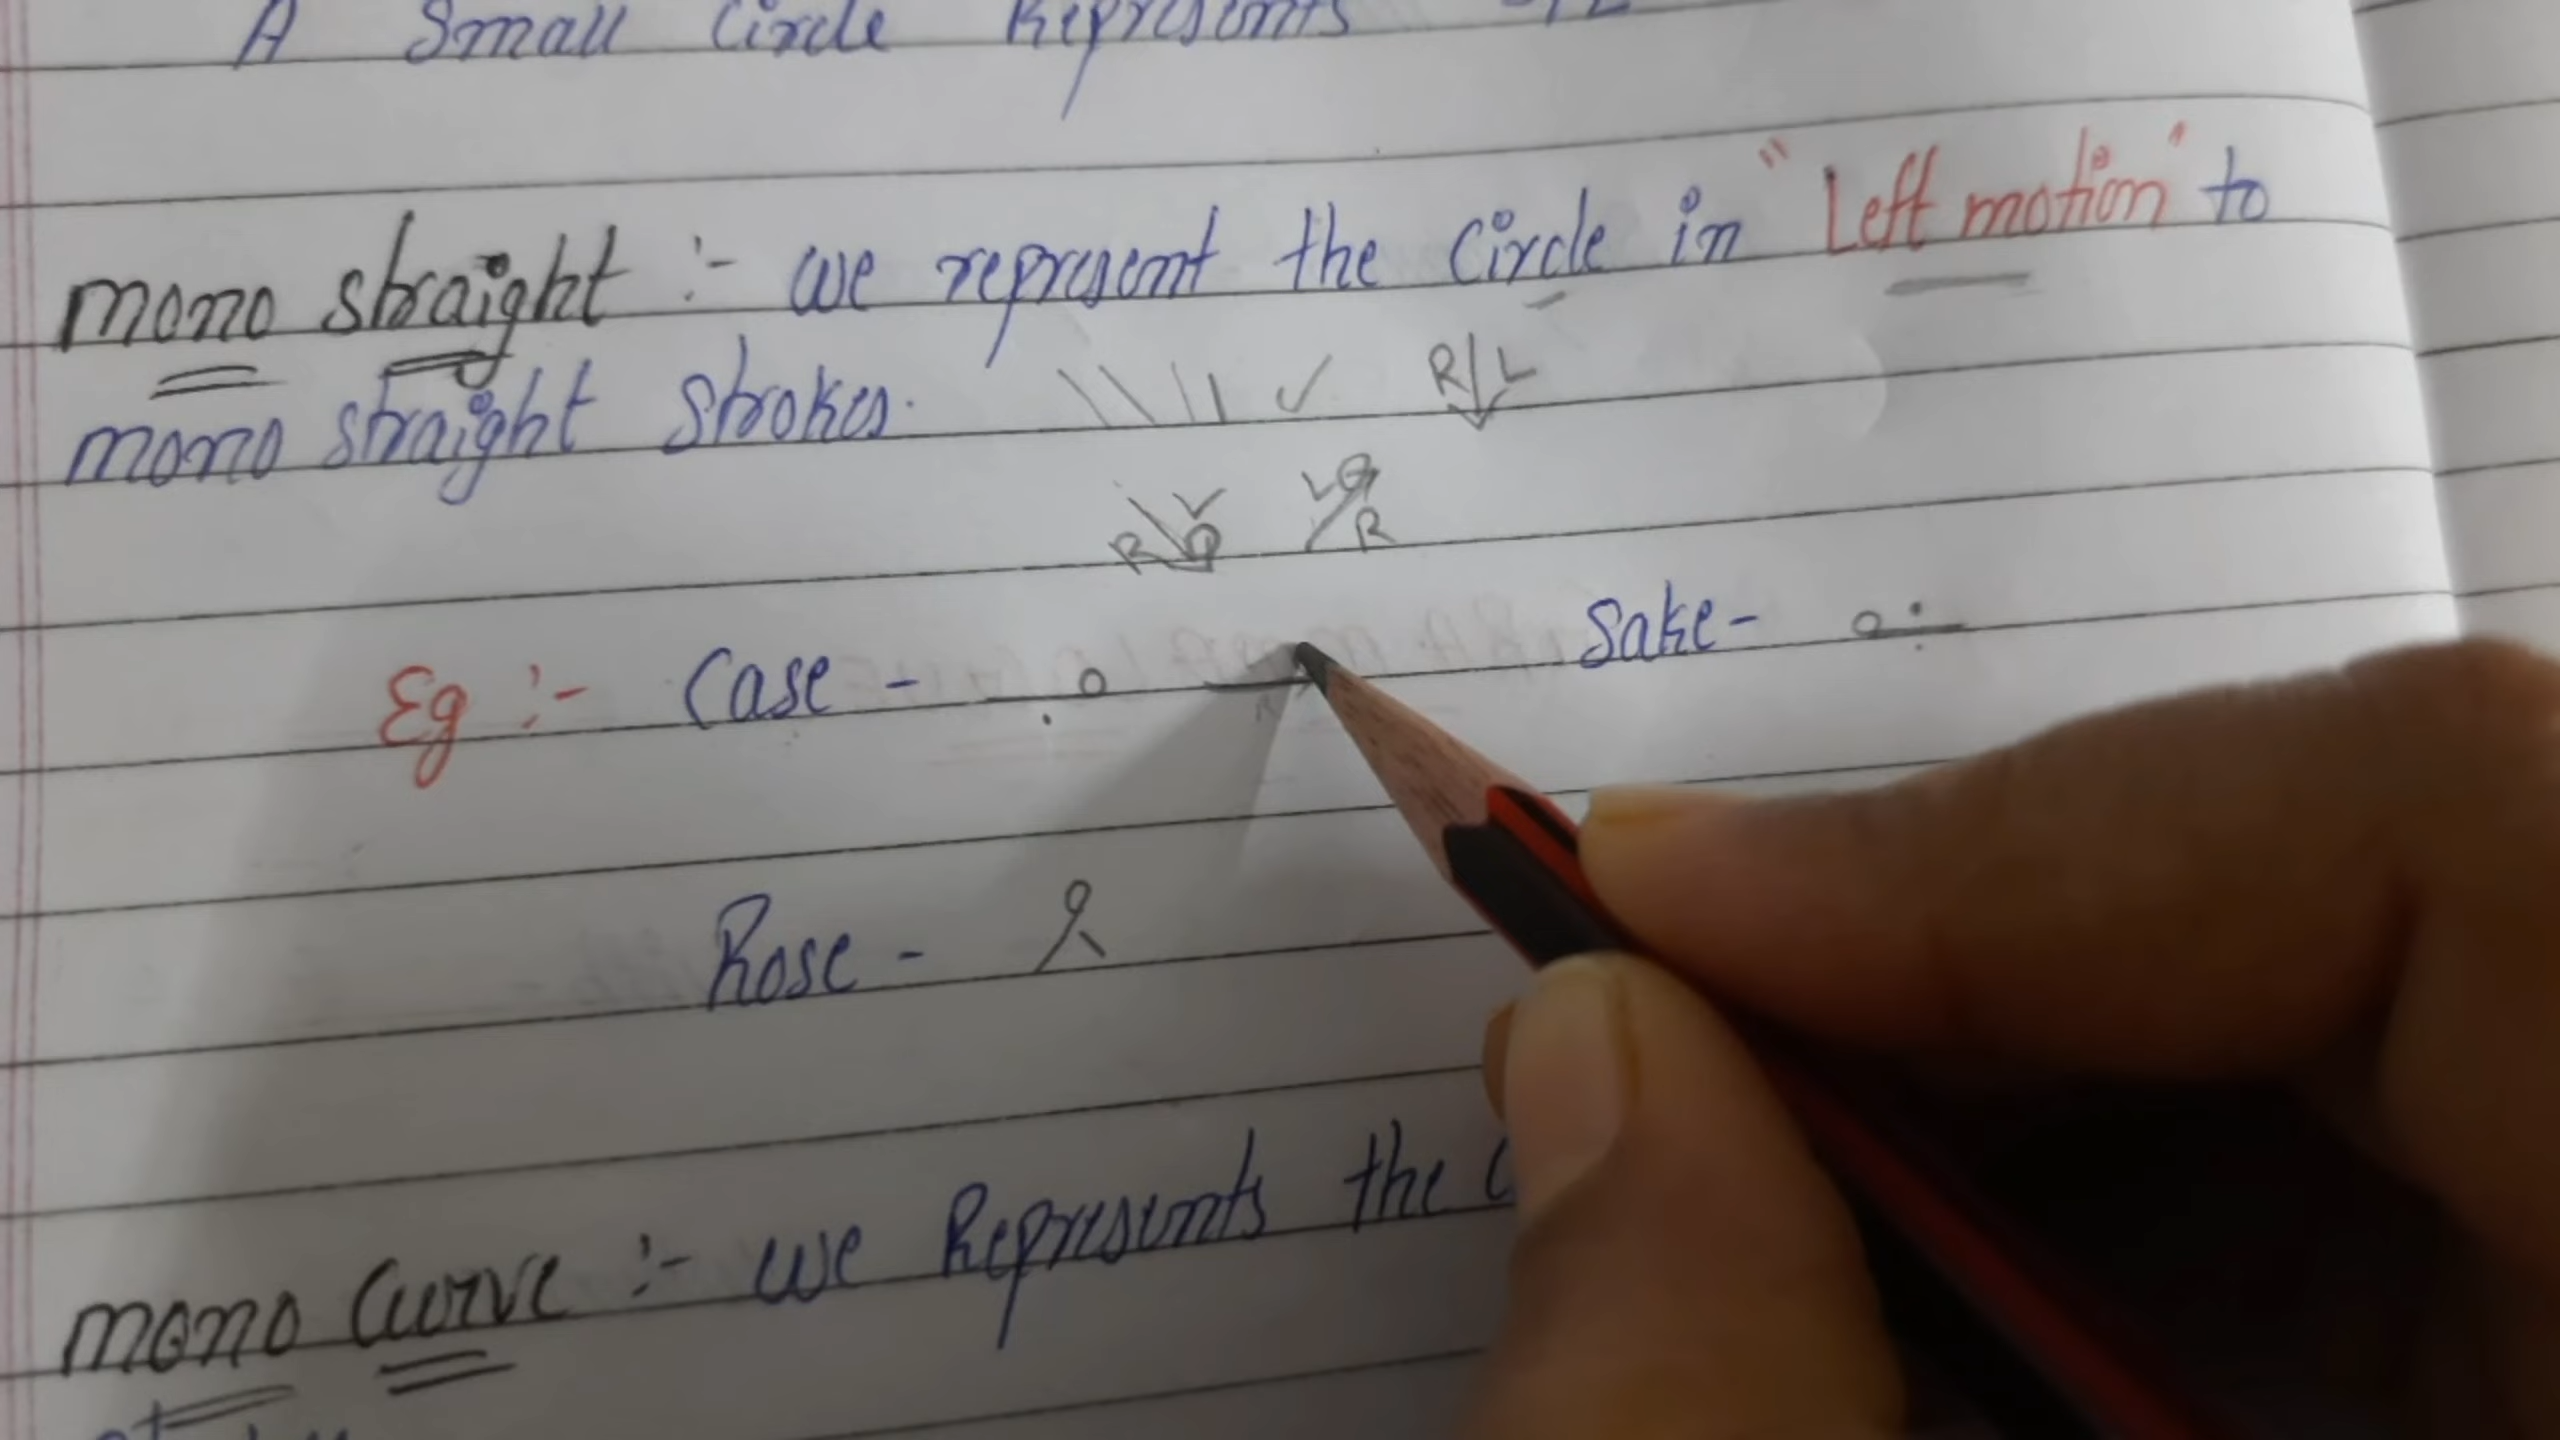 A Small Circle Represents
mono straight :- we represent the Circle in "Left motion" to
mono straight strokes.
R L
R L R
Eg :- Case - Sake -
Rose -
mono Curve :- we Represents the